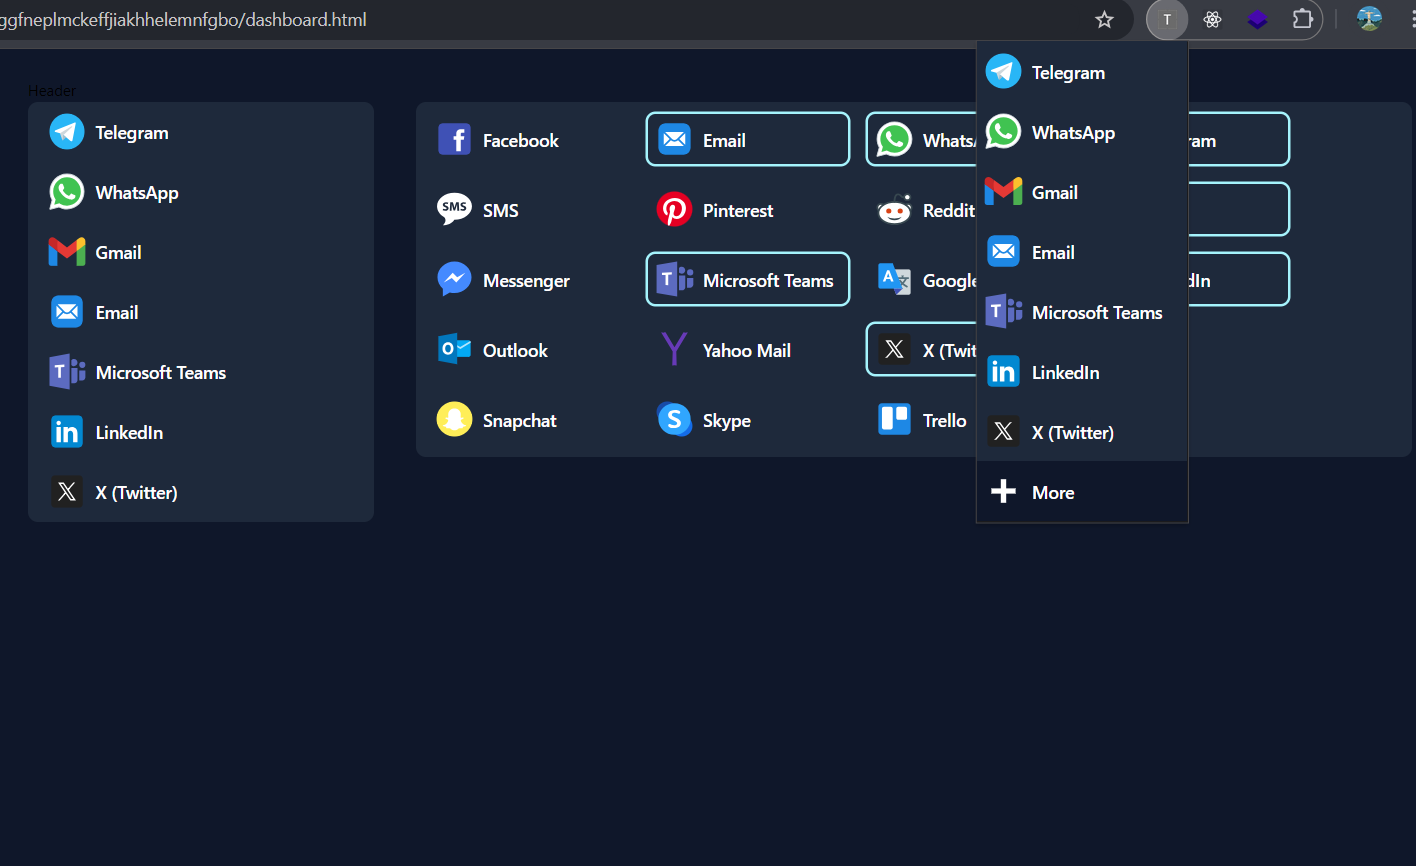 ggfneplmckeffjiakhhelemnfgbo/dashboard.html
T
Header
Telegram
WhatsApp
Gmail
Email
Microsoft Teams
LinkedIn
X (Twitter)
Facebook
Email
WhatsA
ram
SMS
SMS
Pinterest
Reddit
Messenger
Microsoft Teams
Google
dIn
Outlook
Yahoo Mail
X (Twit
Snapchat
Skype
Trello
Telegram
WhatsApp
Gmail
Email
Microsoft Teams
LinkedIn
X (Twitter)
More